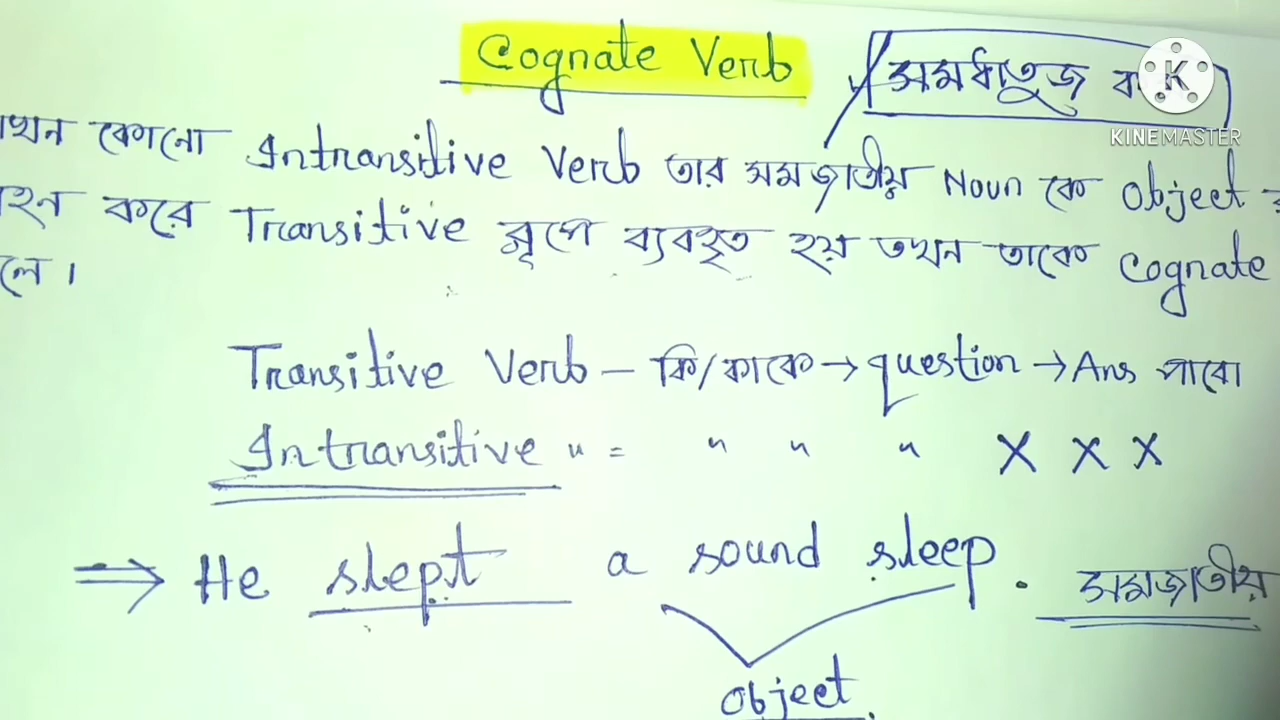 Cognate Verb
সমধাতুজ
K
KINEMASTER
যখন কোনো Intransitive Verb তার সমজাতীয় Noun কে Object
করে Transitive রূপে ব্যবহৃত হয় তখন তাকে Cognate
Transitive Verb – কি/কাকে → question → Ans পাবো
Intransitive " = " " " X X X
⇒ He slept a sound sleep. সমজাতীয়
Object.